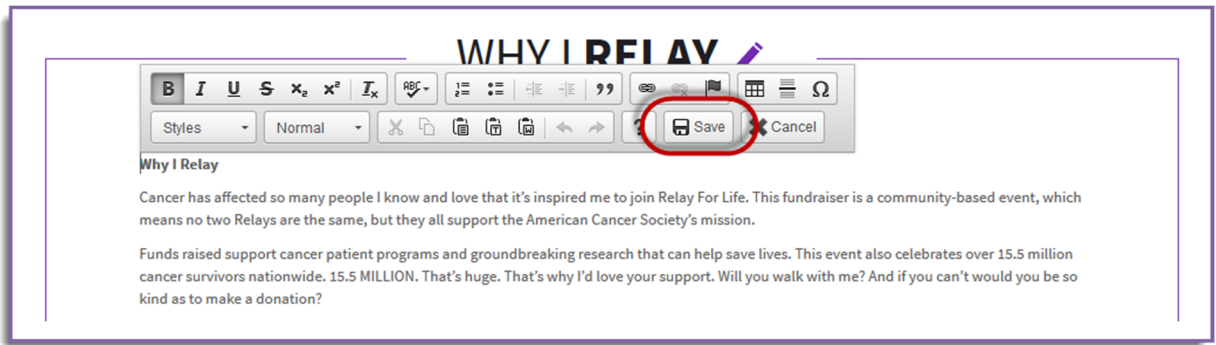 WHY I RELAY
B I U S x₂ x² Tx ABC
Styles Normal ? Save Cancel
Why I Relay
Cancer has affected so many people I know and love that it’s inspired me to join Relay For Life. This fundraiser is a community-based event, which
means no two Relays are the same, but they all support the American Cancer Society’s mission.
Funds raised support cancer patient programs and groundbreaking research that can help save lives. This event also celebrates over 15.5 million
cancer survivors nationwide. 15.5 MILLION. That’s huge. That’s why I’d love your support. Will you walk with me? And if you can’t would you be so
kind as to make a donation?